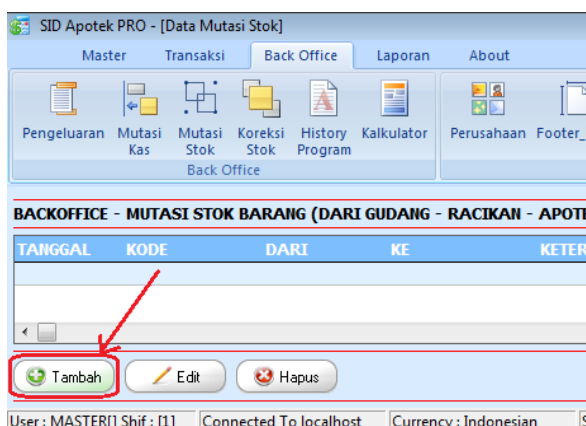 SID Apotek PRO - [Data Mutasi Stok]
Master Transaksi Back Office Laporan About
Pengeluaran Mutasi Kas Mutasi Stok Koreksi Stok History Program Kalkulator Perusahaan Footer_
Back Office
BACKOFFICE - MUTASI STOK BARANG (DARI GUDANG - RACIKAN - APOTE
TANGGAL KODE DARI KE KETER
Tambah Edit Hapus
User : MASTER[] Shif : [1] Connected To localhost Currency : Indonesian